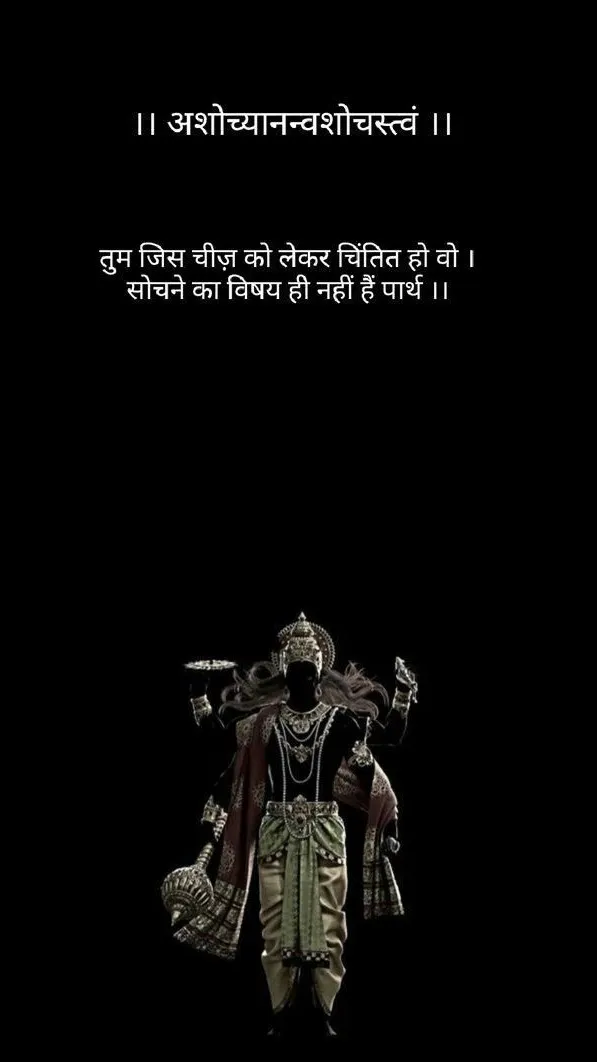 ।। अशोच्यानन्वशोचस्त्वं ।।
तुम जिस चीज़ को लेकर चिंतित हो वो ।
सोचने का विषय ही नहीं हैं पार्थ ।।